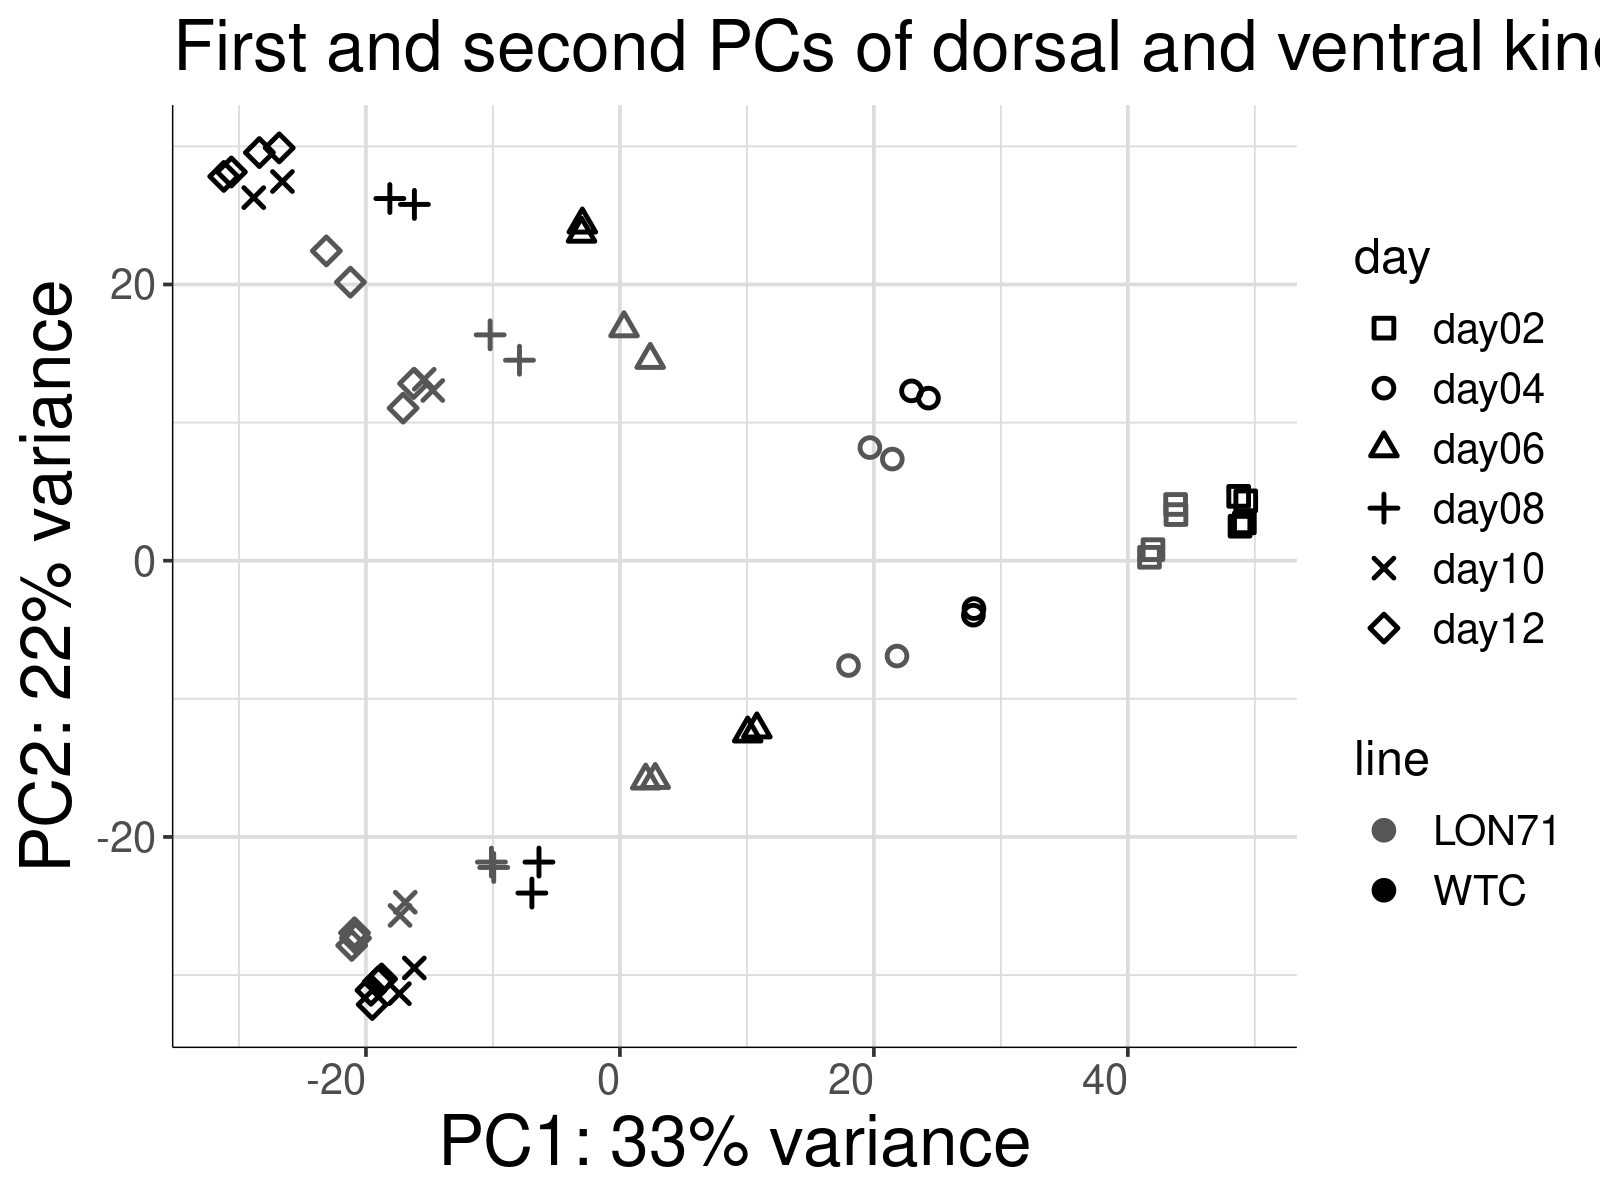 First and second PCs of dorsal and ventral
day
day02
day04
day06
day08
day10
day12
line
LON71
WTC
PC2: 22% variance
20
0
-20
-20
0
20
40
PC1: 33% variance